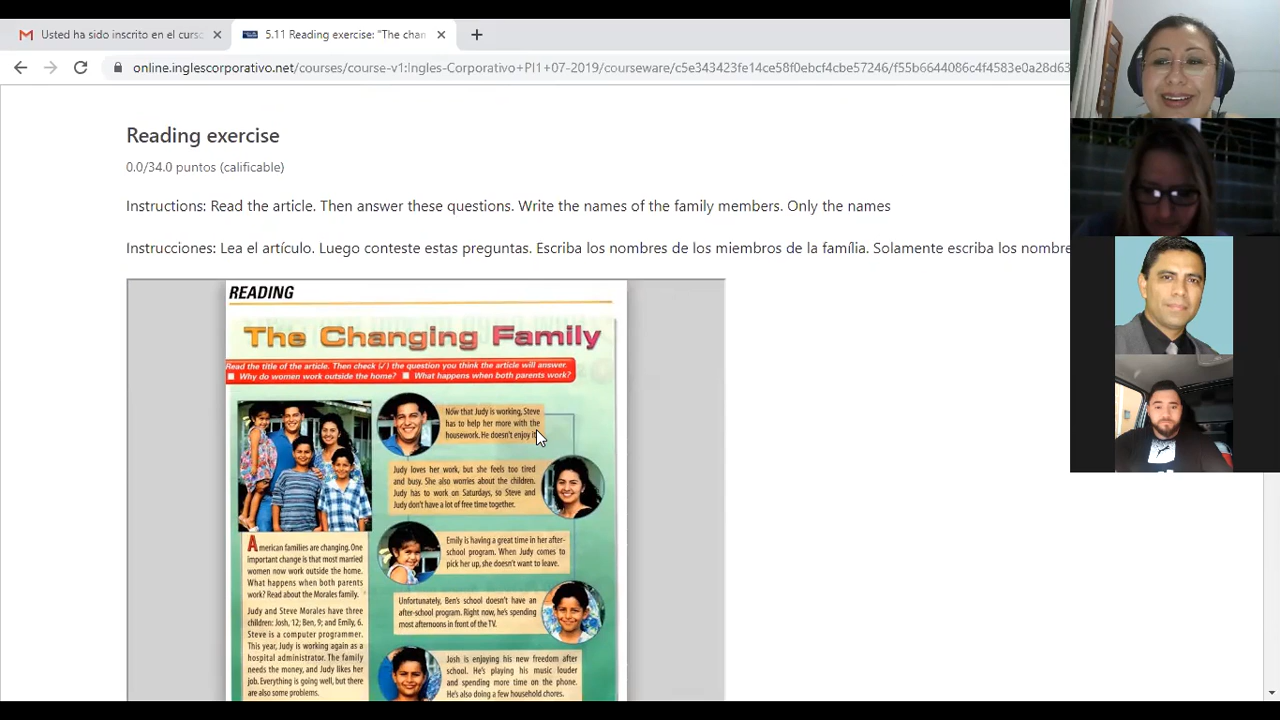 Usted ha sido inscrito en el curso
5.11 Reading exercise: "The chan
online.inglescorporativo.net/courses/course-v1:Ingles-Corporativo+PI1+07-2019/courseware/c5e343423fe14ce58f0ebcf4cbe57246/f55b6644086c4f4583e0a28d63
Reading exercise
0.0/34.0 puntos (calificable)
Instructions: Read the article. Then answer these questions. Write the names of the family members. Only the names
Instrucciones: Lea el artículo. Luego conteste estas preguntas. Escriba los nombres de los miembros de la família. Solamente escriba los nombre
READING
The Changing Family
Read the title of the article. Then check (✓) the question you think the article will answer.
Why do women work outside the home? What happens when both parents work?
Now that Judy is working, Steve
has to help her more with the
housework. He doesn't enjoy
Judy loves her work, but she feels too tired
and busy. She also worries about the children.
Judy has to work on Saturdays, so Steve and
Judy don't have a lot of free time together.
Emily is having a great time in her after-
school program. When Judy comes to
pick her up, she doesn't want to leave.
Unfortunately, Ben's school doesn't have an
after-school program. Right now, he's spending
most afternoons in front of the TV.
Josh is enjoying his new freedom after
school. He's playing his music louder
and spending more time on the phone.
He's also doing a few household chores.
American families are changing. One
important change is that most married
women now work outside the home.
What happens when both parents
work? Read about the Morales family.
Judy and Steve Morales have three
children: Josh, 12; Ben, 9; and Emily, 6.
Steve is a computer programmer.
This year, Judy is working again as a
hospital administrator. The family
needs the money, and Judy likes her
job. Everything is going well, but there
are also some problems.